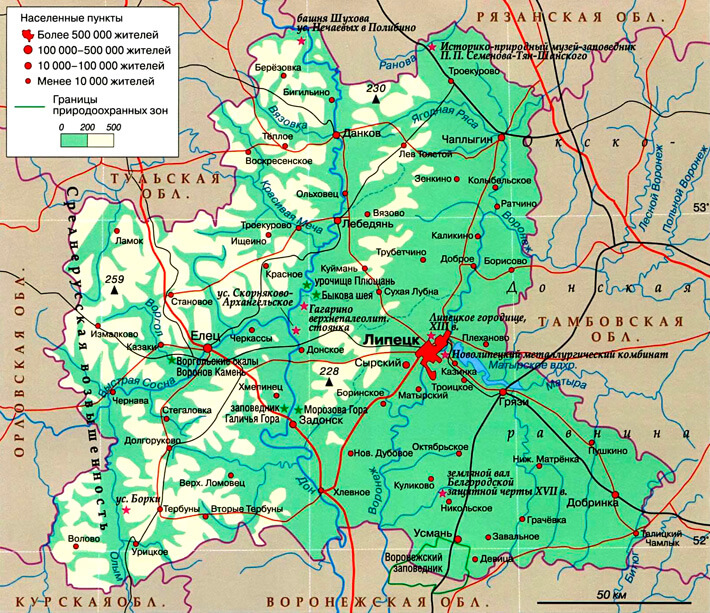 Населенные пункты
Более 500 000 жителей
100 000–500 000 жителей
10 000–100 000 жителей
Менее 10 000 жителей
Границы
природоохранных зон
0 200 500
башня Шухова
ус. Нечаевых в Полибино
РЯЗАНСКАЯ ОБЛ.
Историко-природный музей-заповедник
П. П. Семенова-Тян-Шанского
Ранова
Троекурово
Берёзовка
Бигильино
230
Вязовка
Ягодная Ряса
Данков
Чаплыгин
Тёплое
Воскресенское
Лев Толстой
Окско-
ТУЛЬСКАЯ
ОБЛ.
Зенкино
Колыбельское
Ольховец
Ратчино
Красивая Меча
Вязово
Лесной Воронеж
Польной Воронеж
53°
Лебедянь
Троекурово
Ищеино
Ламок
Каликино
Воронеж
Трубетчино
Доброе
Борисово
Куймань
Красное
урочище Плющань
Быкова шея
Сухая Лубна
Донская
259
Становое
ус. Скорняково-
Архангельское
Гагарино
верхнепалеолит.
стоянка
Среднерусская возвышенность
Воргол
Липецкое городище,
XIII в.
ТАМБОВСКАЯ
ОБЛ.
Измалково
Казаки
Елец
Черкассы
Донское
Липецк
Плеханово
Новолипецкий металлургический комбинат
Воргольские скалы
Воронов Камень
Сырский
Казинка
Матырское вдхр.
Матыра
228
Троицкое
Быстрая Сосна
Хмелинец
Боринское
Матырский
Грязи
Чернава
Стегаловка
заповедник
Галичья Гора
Морозова Гора
Задонск
равнина
ОРЛОВСКАЯ ОБЛ.
Долгоруково
Нов. Дубовое
Октябрьское
Пушкино
Ниж. Матрёнка
земляной вал
Белгородской
защитной черты XVII в.
Верх. Ломовец
Куликово
Дон
Хлевное
Воронеж
Никольское
Добринка
ус. Борки
Тербуны
Вторые Тербуны
Грачёвка
Волово
Урицкое
Олым
Усмань
Завальное
Талицкий
Чамлык
52°
Воровежский
заповедник
Девица
Битюг
КУРСКАЯ ОБЛ.
ВОРОНЕЖСКАЯ ОБЛ.
50 км